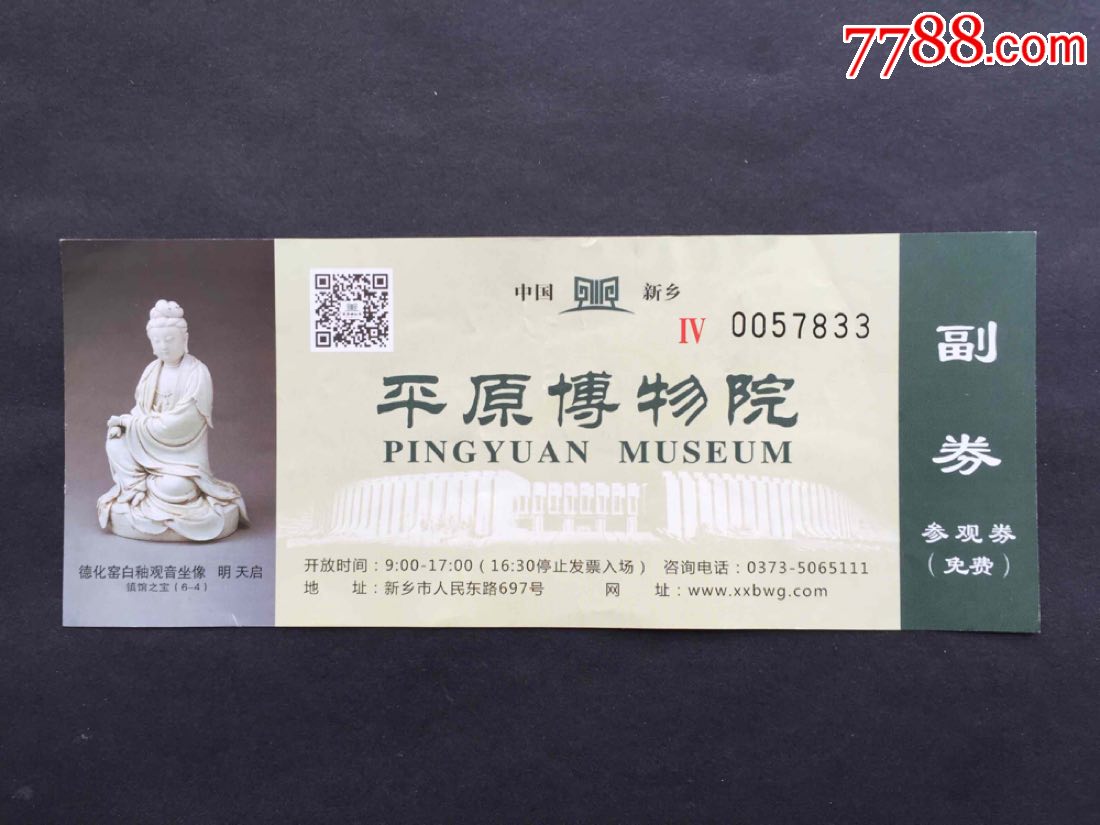 7788.com
中国 新乡
IV 0057833
平原博物院
PINGYUAN MUSEUM
德化窑白釉观音坐像 明 天启
镇馆之宝（6-4）
开放时间：9:00-17:00（16:30停止发票入场） 咨询电话：0373-5065111
地 址：新乡市人民东路697号 网 址：www.xxbwg.com
副券
参观券
（免费）